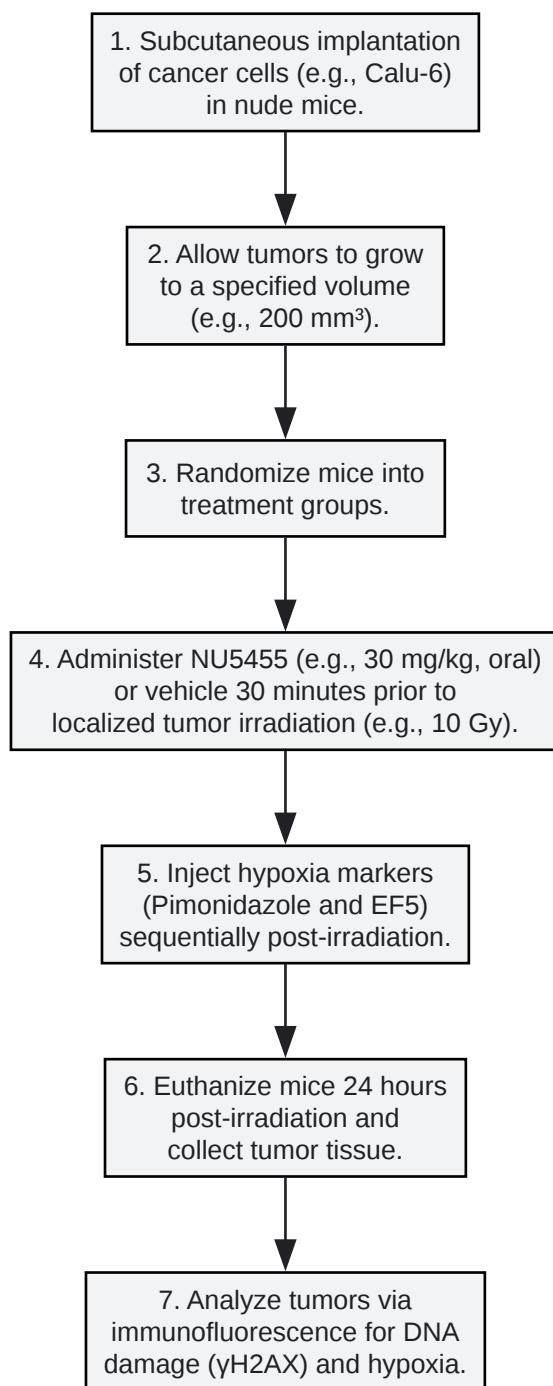 1. Subcutaneous implantation
of cancer cells (e.g., Calu-6)
in nude mice.
2. Allow tumors to grow
to a specified volume
(e.g., 200 mm³).
3. Randomize mice into
treatment groups.
4. Administer NU5455 (e.g., 30 mg/kg, oral)
or vehicle 30 minutes prior to
localized tumor irradiation (e.g., 10 Gy).
5. Inject hypoxia markers
(Pimonidazole and EF5)
sequentially post-irradiation.
6. Euthanize mice 24 hours
post-irradiation and
collect tumor tissue.
7. Analyze tumors via
immunofluorescence for DNA
damage (γH2AX) and hypoxia.